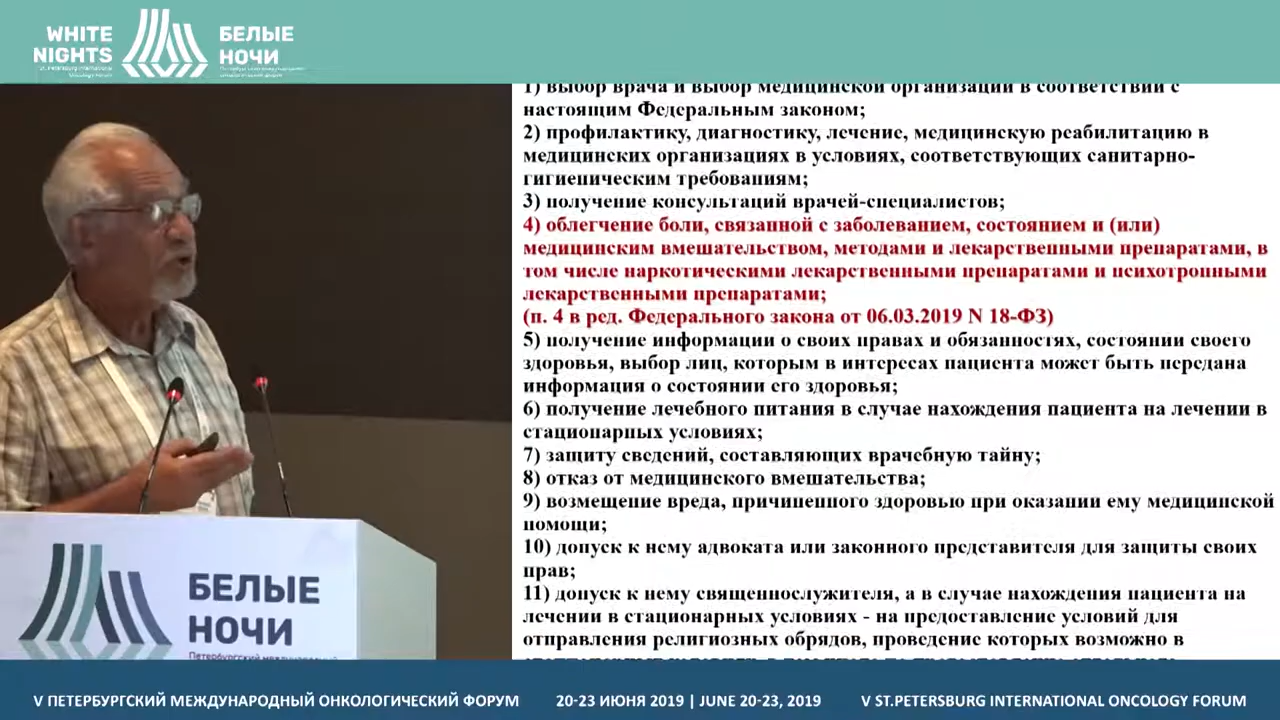 WHITE
NIGHTS
БЕЛЫЕ
НОЧИ
1) выбор врача и выбор медицинской организации в соответствии с
настоящим Федеральным законом;
2) профилактику, диагностику, лечение, медицинскую реабилитацию в
медицинских организациях в условиях, соответствующих санитарно-
гигиеническим требованиям;
3) получение консультаций врачей-специалистов;
4) облегчение боли, связанной с заболеванием, состоянием и (или)
медицинским вмешательством, методами и лекарственными препаратами, в
том числе наркотическими лекарственными препаратами и психотропными
лекарственными препаратами;
(п. 4 в ред. Федерального закона от 06.03.2019 N 18-ФЗ)
5) получение информации о своих правах и обязанностях, состоянии своего
здоровья, выбор лиц, которым в интересах пациента может быть передана
информация о состоянии его здоровья;
6) получение лечебного питания в случае нахождения пациента на лечении в
стационарных условиях;
7) защиту сведений, составляющих врачебную тайну;
8) отказ от медицинского вмешательства;
9) возмещение вреда, причиненного здоровью при оказании ему медицинской
помощи;
10) допуск к нему адвоката или законного представителя для защиты своих
прав;
11) допуск к нему священнослужителя, а в случае нахождения пациента на
лечении в стационарных условиях - на предоставление условий для
отправления религиозных обрядов, проведение которых возможно в
БЕЛЫЕ
НОЧИ
Петербургский международный
V ПЕТЕРБУРГСКИЙ МЕЖДУНАРОДНЫЙ ОНКОЛОГИЧЕСКИЙ ФОРУМ
20-23 ИЮНЯ 2019 | JUNE 20-23, 2019
V ST.PETERSBURG INTERNATIONAL ONCOLOGY FORUM